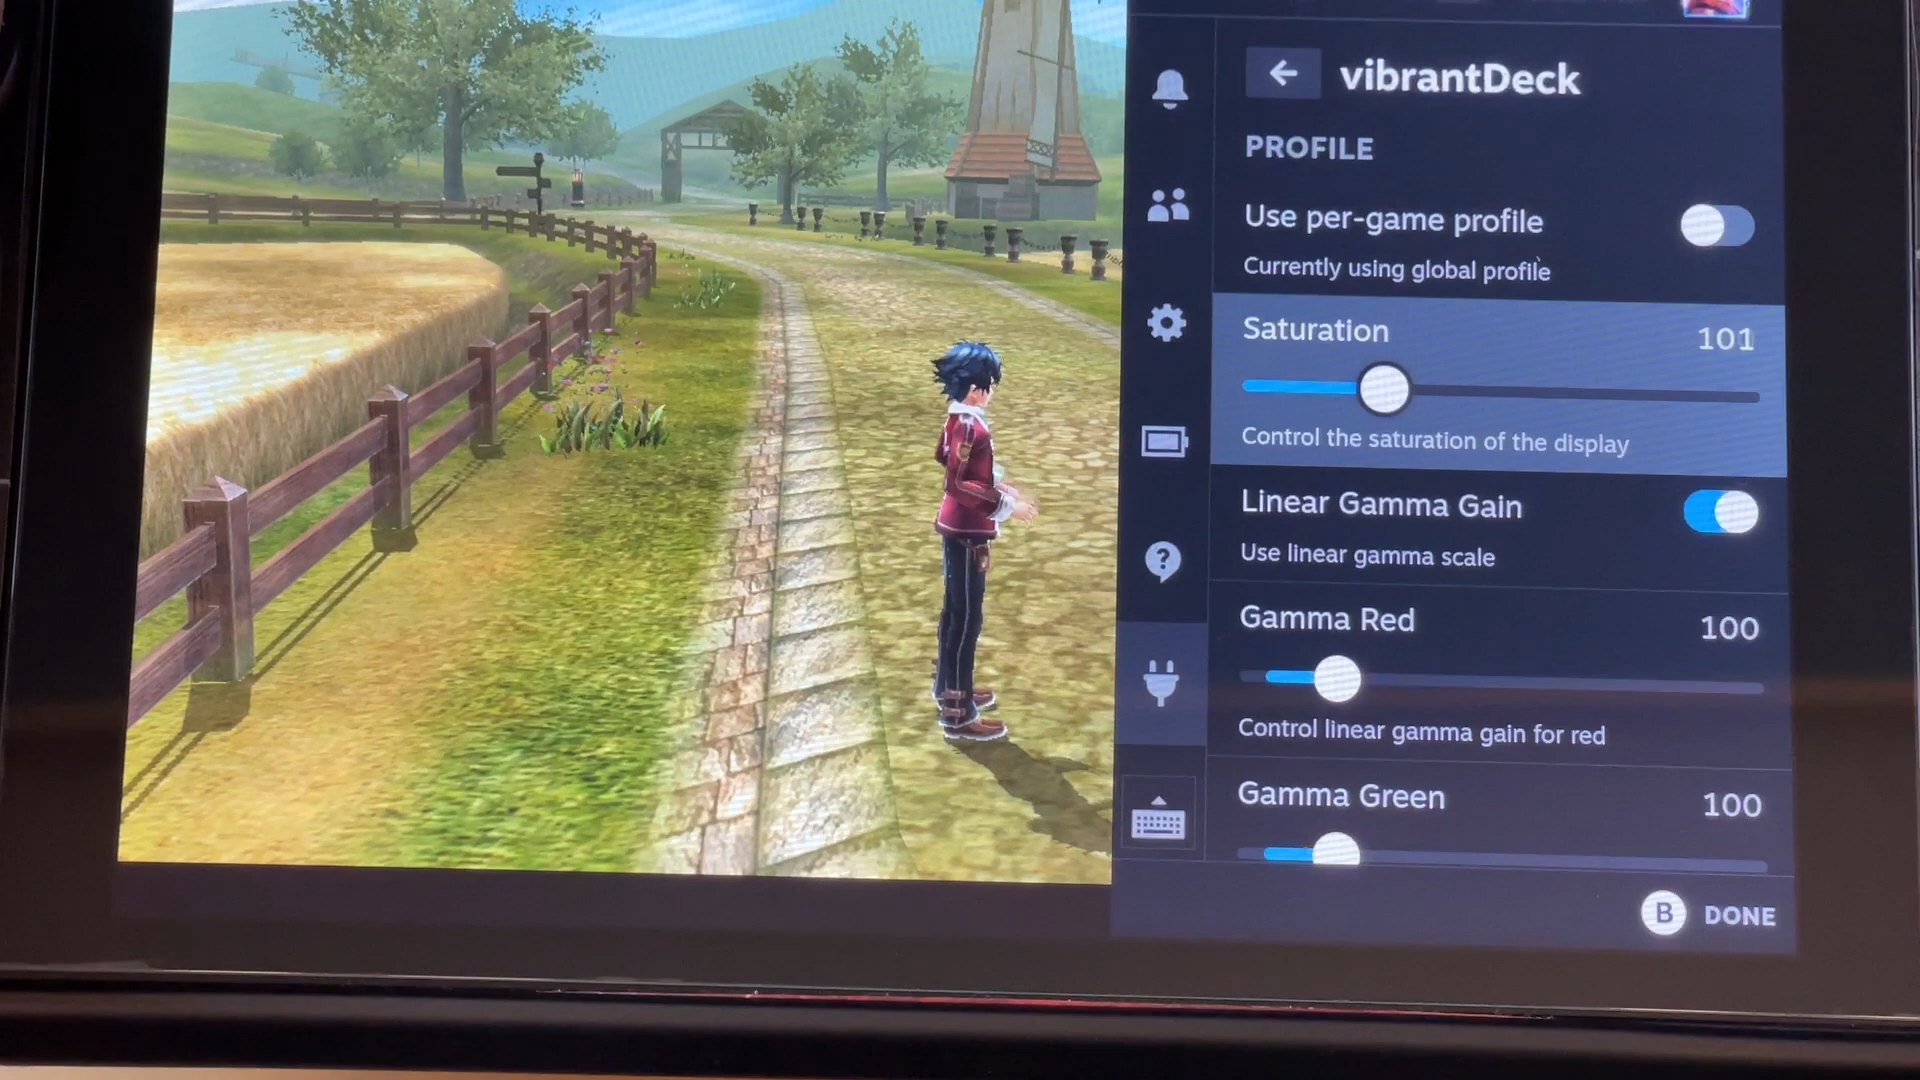 vibrantDeck
PROFILE
Use per-game profile
Currently using global profile
Saturation 101
Control the saturation of the display
Linear Gamma Gain
Use linear gamma scale
Gamma Red 100
Control linear gamma gain for red
Gamma Green 100
B DONE